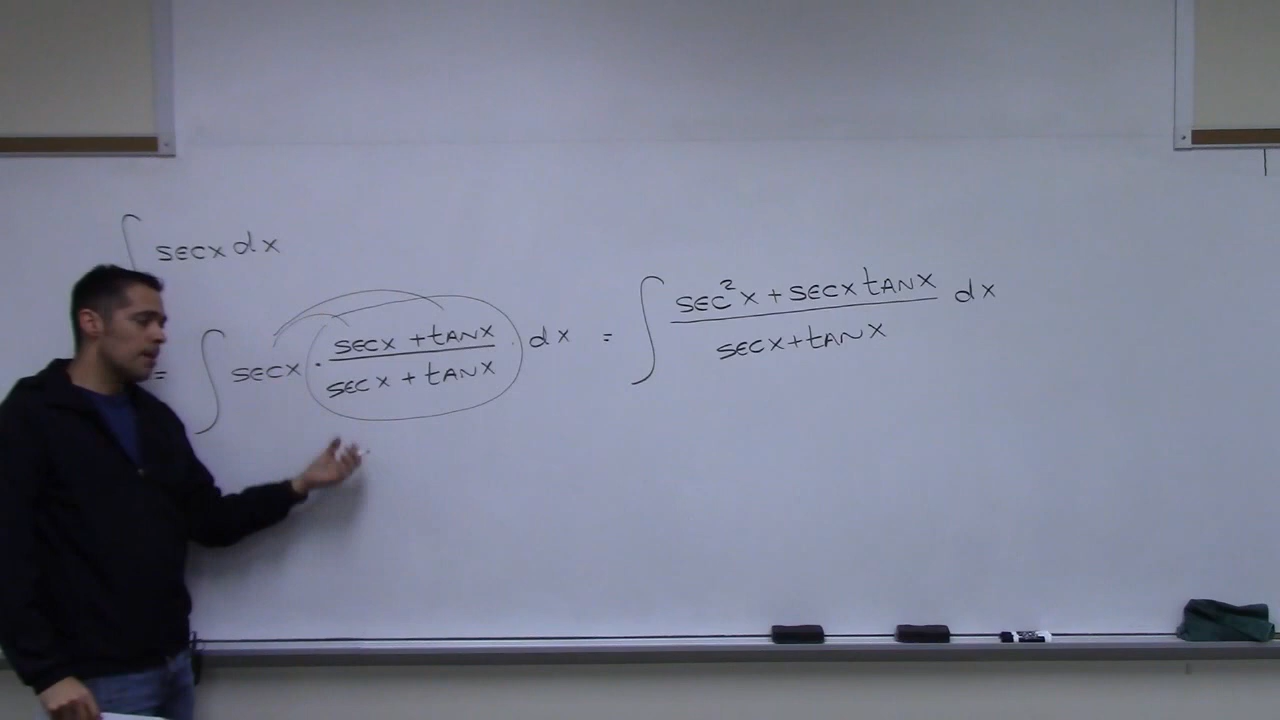 ∫ secx dx
= ∫ secx · (secx + tanx)/(secx + tanx) dx = ∫ (sec²x + secx tanx)/(secx + tanx) dx